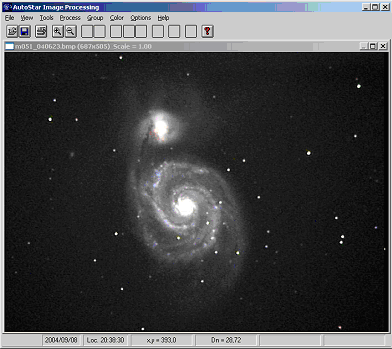 AutoStar Image Processing
File View Tools Process Group Color Options Help
?
m051_040623.bmp (687x505) Scale = 1.00
2004/09/08 Loc. 20:38:30 x,y = 393,0 Dn = 28,72